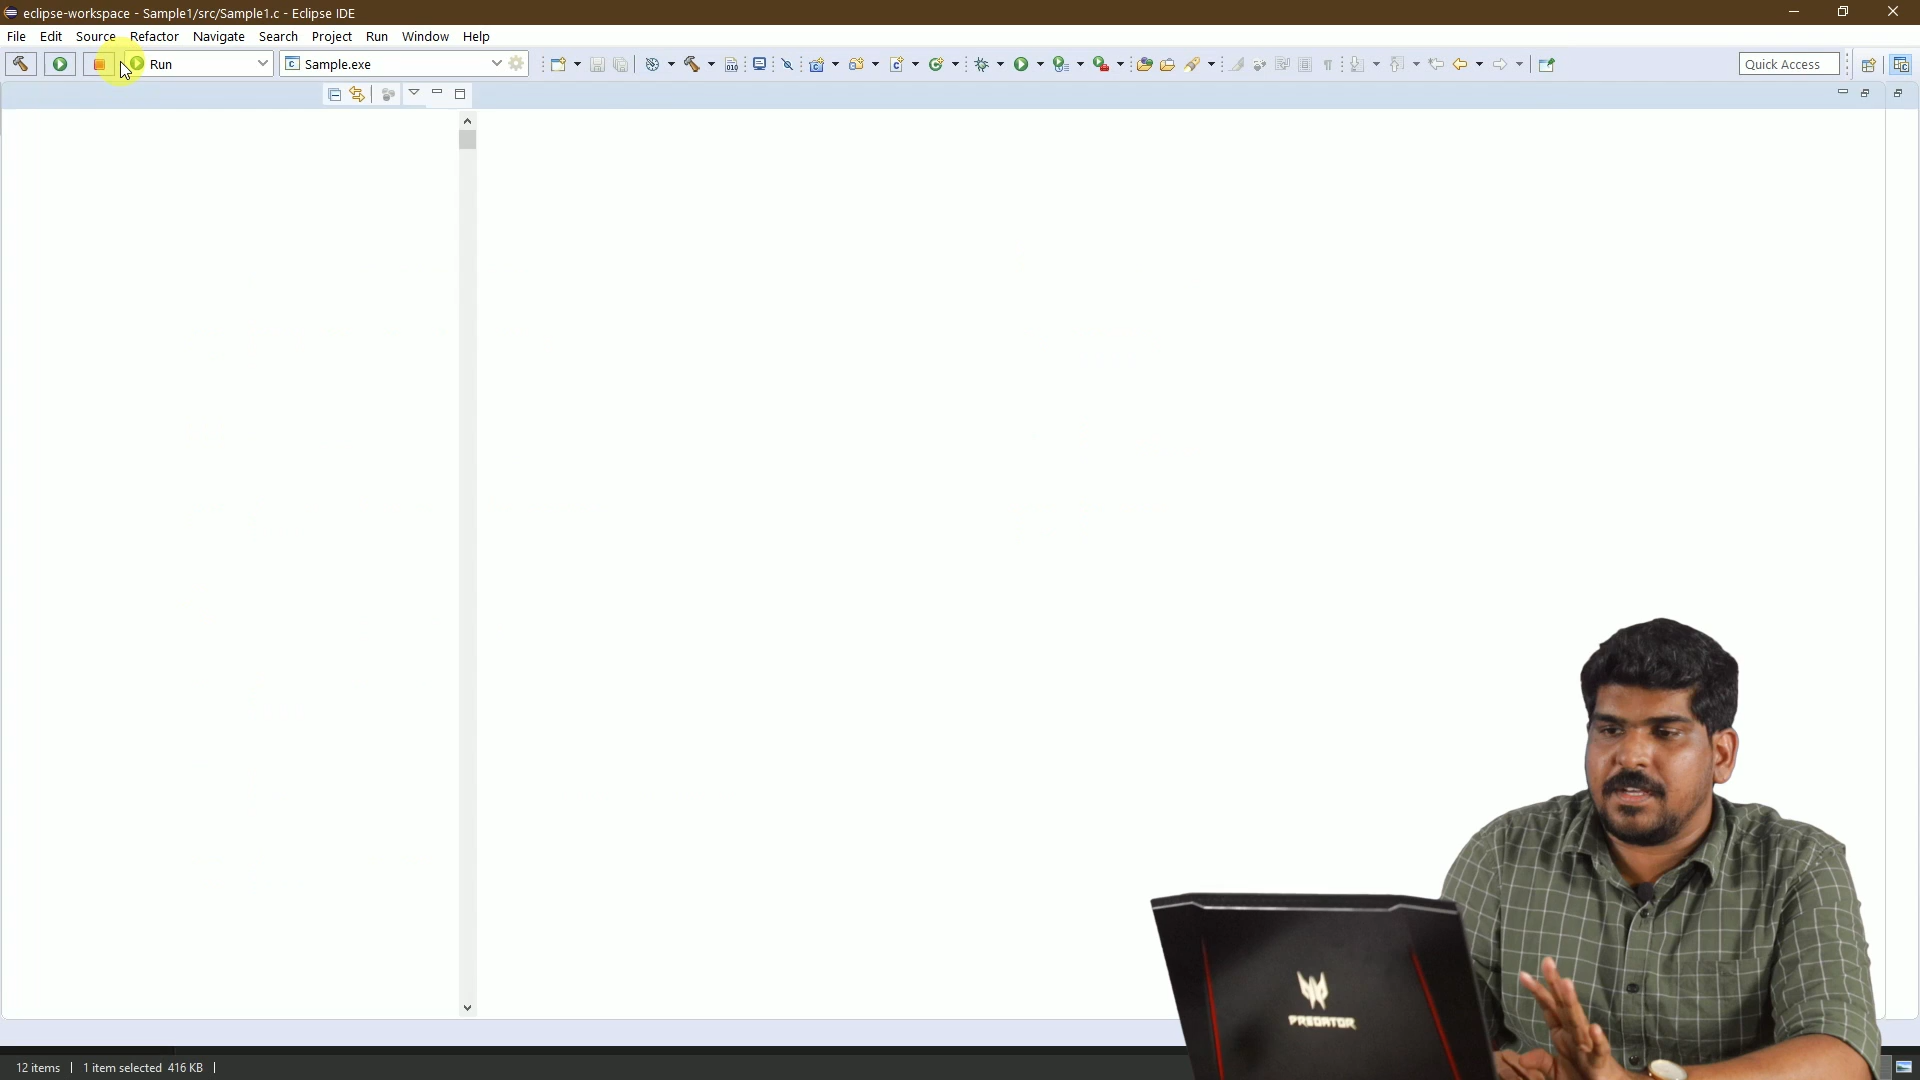 eclipse-workspace - Sample1/src/Sample1.c - Eclipse IDE
File Edit Source Refactor Navigate Search Project Run Window Help
Run Sample.exe 010 Quick Access
PREDATOR
12 items 1 item selected 416 KB